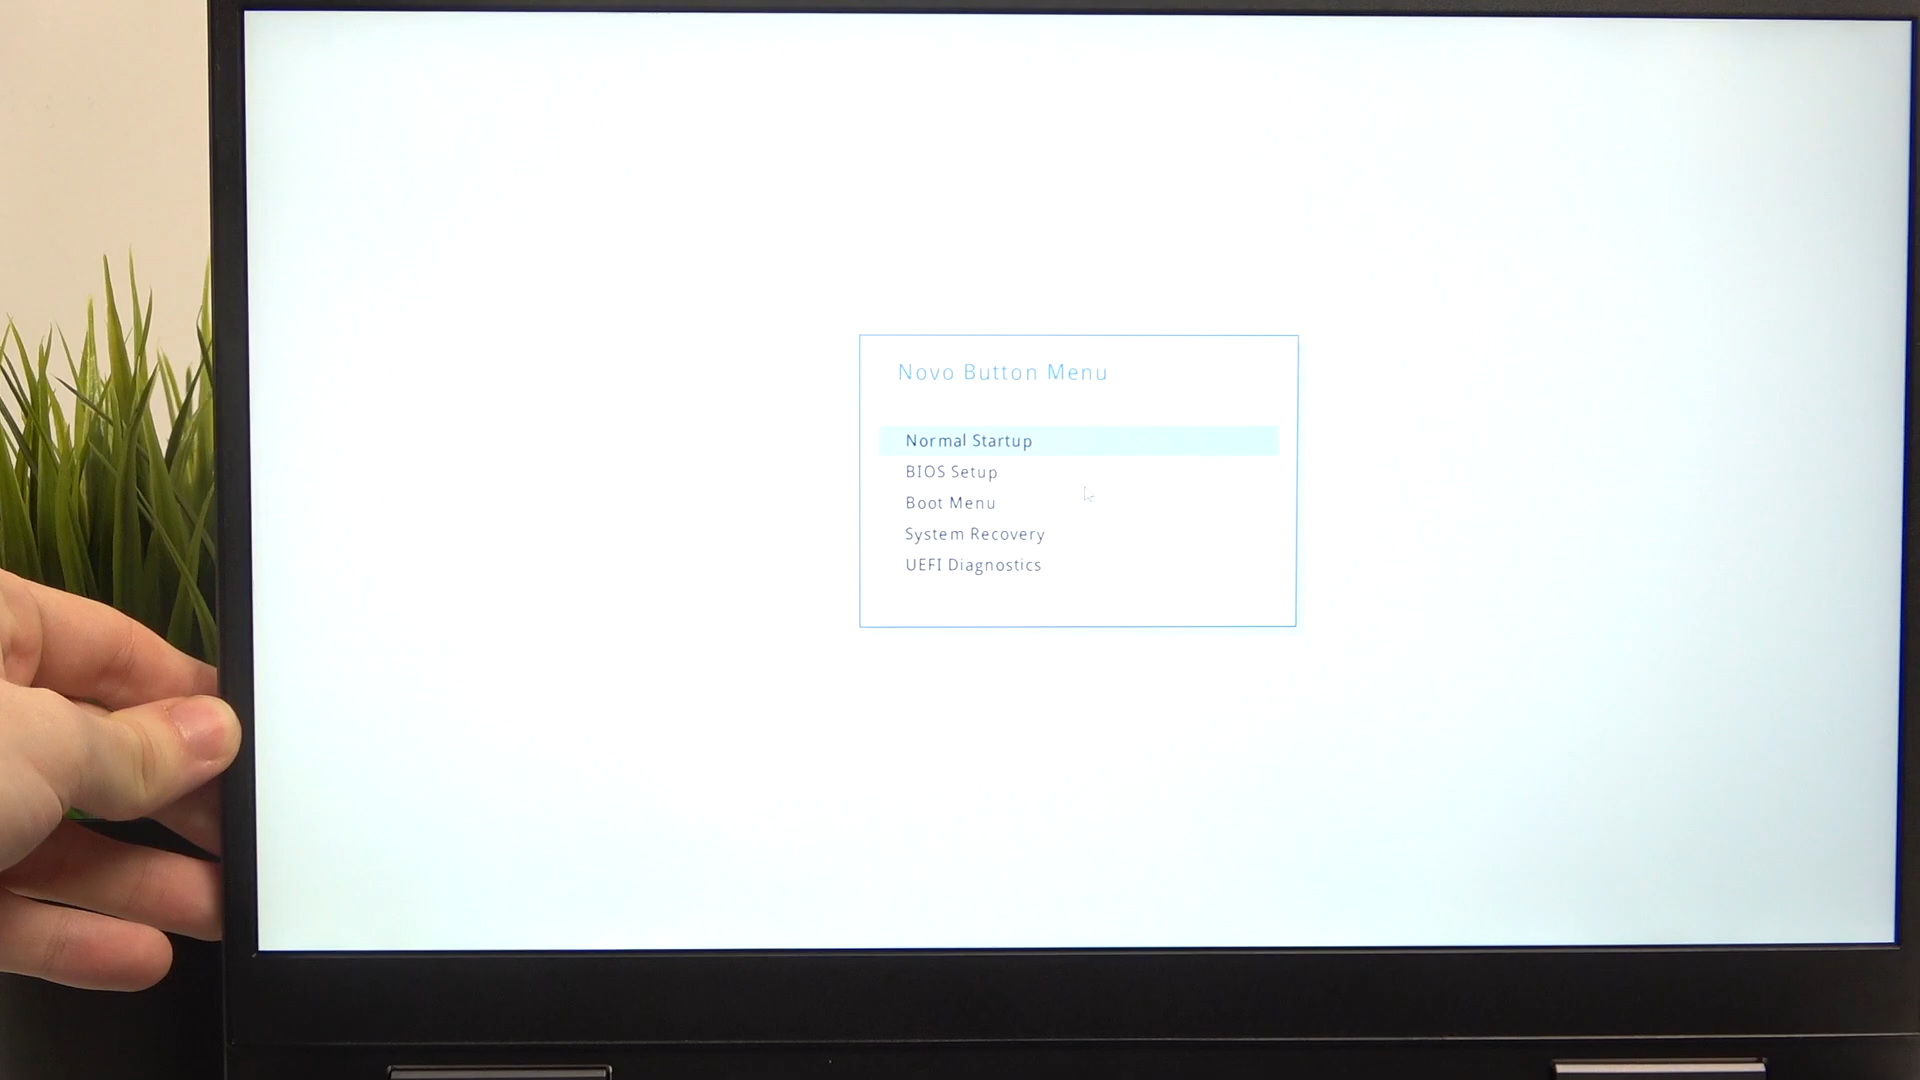 Novo Button Menu
Normal Startup
BIOS Setup
Boot Menu
System Recovery
UEFI Diagnostics